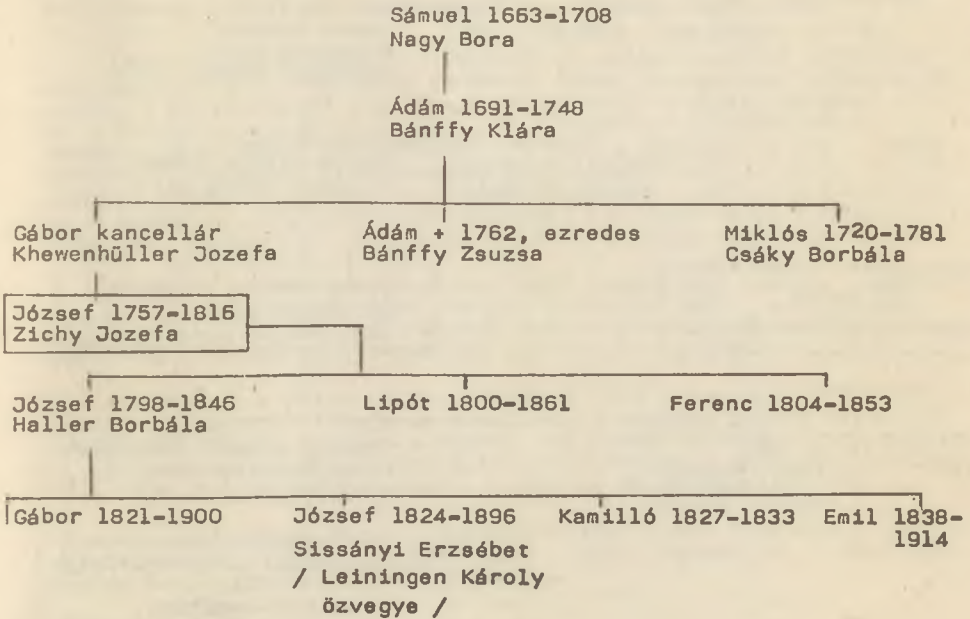 Sámuel 1663-1708
Nagy Bora
Ádám 1691-1748
Bánffy Klára
Gábor kancellár
Khewenhüller Jozefa
Ádám + 1762, ezredes
Bánffy Zsuzsa
Miklós 1720-1781
Csáky Borbála
József 1757-1816
Zichy Jozefa
József 1798-1846
Haller Borbála
Lipót 1800-1861
Ferenc 1804-1853
Gábor 1821-1900
József 1824-1896
Sissányi Erzsébet
/ Leiningen Károly
özvegye /
Kamilló 1827-1833
Emil 1838-
1914